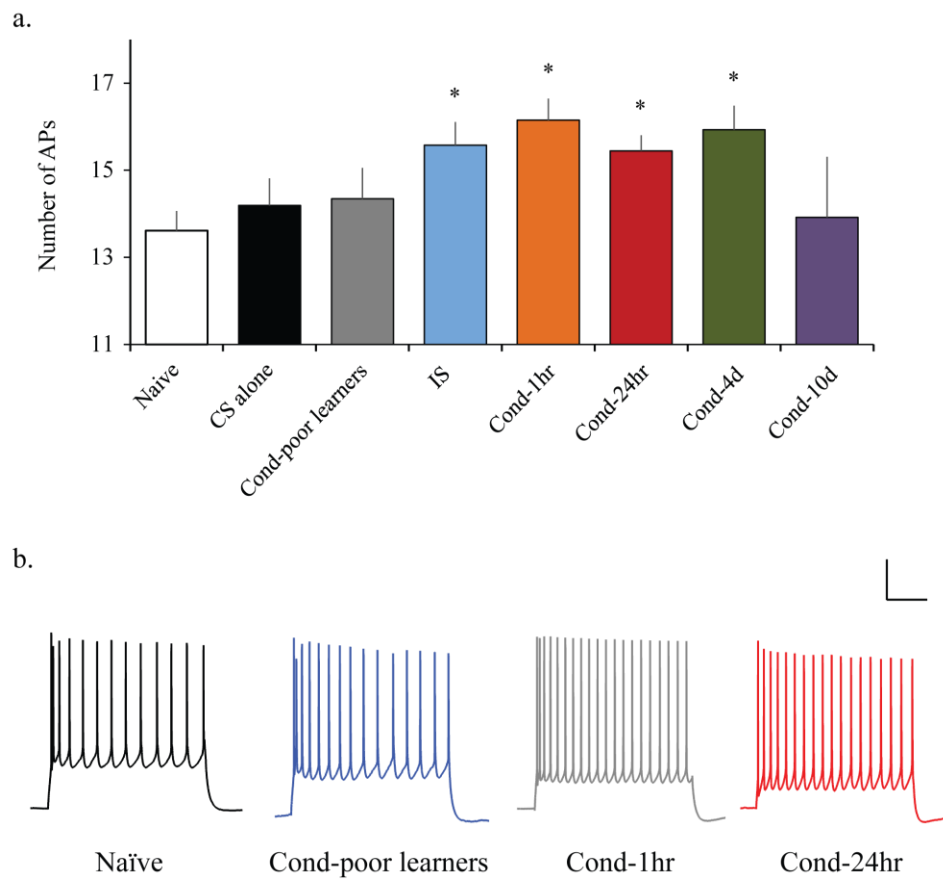 a.
Number of APs
17
15
13
11
*
*
*
*
Naive
CS alone
Cond-poor learners
IS
Cond-1hr
Cond-24hr
Cond-4d
Cond-10d
b.
Naïve
Cond-poor learners
Cond-1hr
Cond-24hr